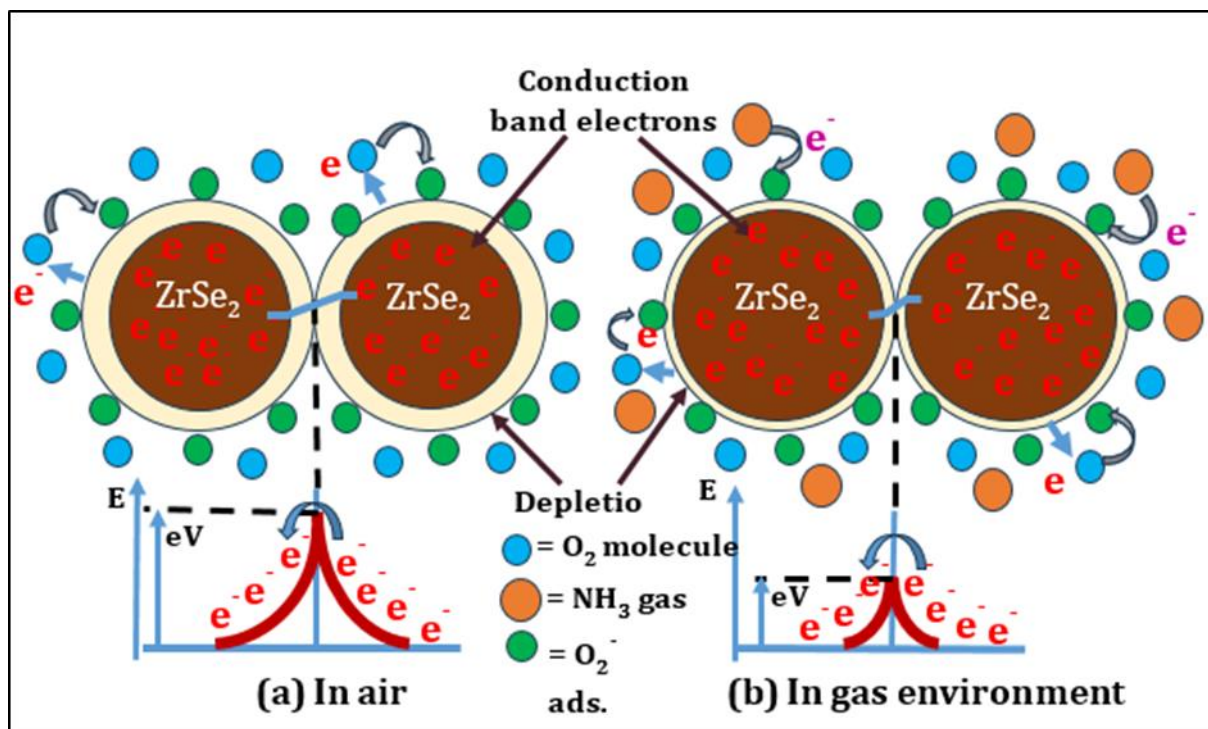 Conduction
band electrons
e
e⁻
e⁻
e⁻
e⁻
ZrSe₂
ZrSe₂
ZrSe₂
ZrSe₂
e
e
Depletio
= O₂ molecule
= NH₃ gas
= O₂⁻
ads.
E
eV
e⁻ e⁻ e⁻ e⁻ e⁻ e⁻
E
eV
e⁻ e⁻ e⁻ e⁻ e⁻ e⁻
(a) In air
(b) In gas environment